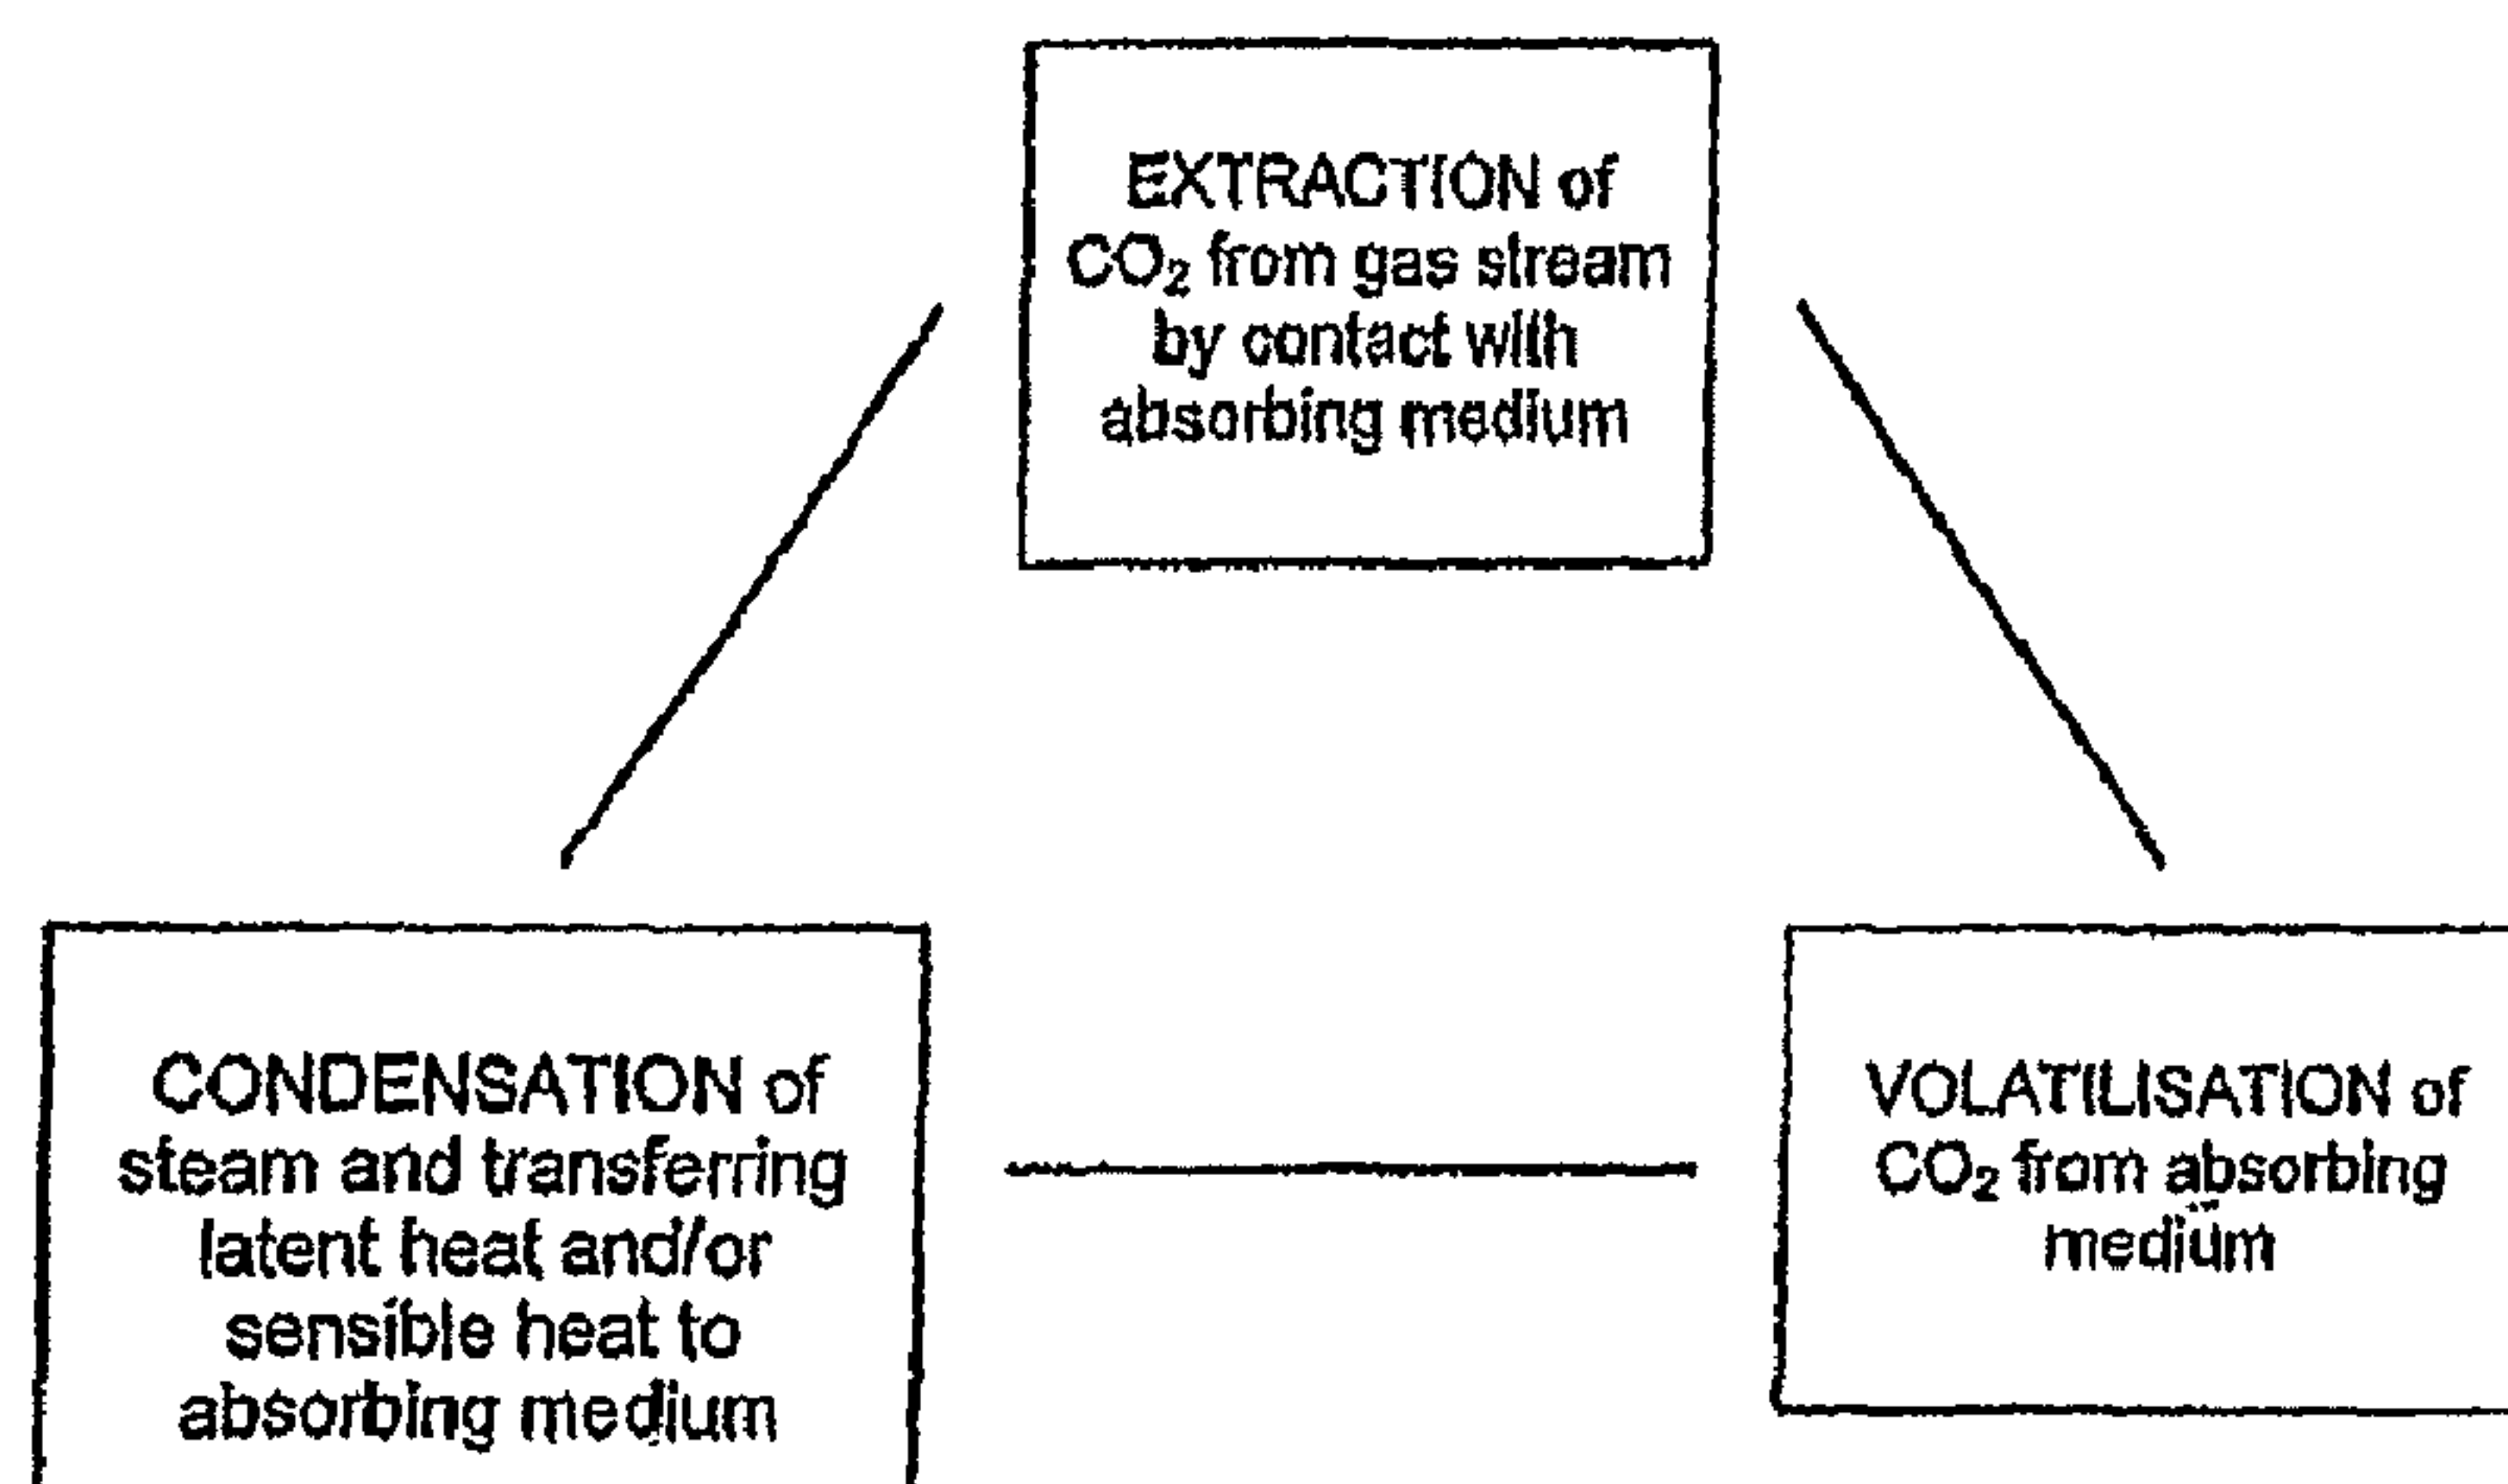 EXTRACTION of
CO₂ from gas stream
by contact with
absorbing medium
CONDENSATION of
steam and transferring
latent heat and/or
sensible heat to
absorbing medium
VOLATILISATION of
CO₂ from absorbing
medium